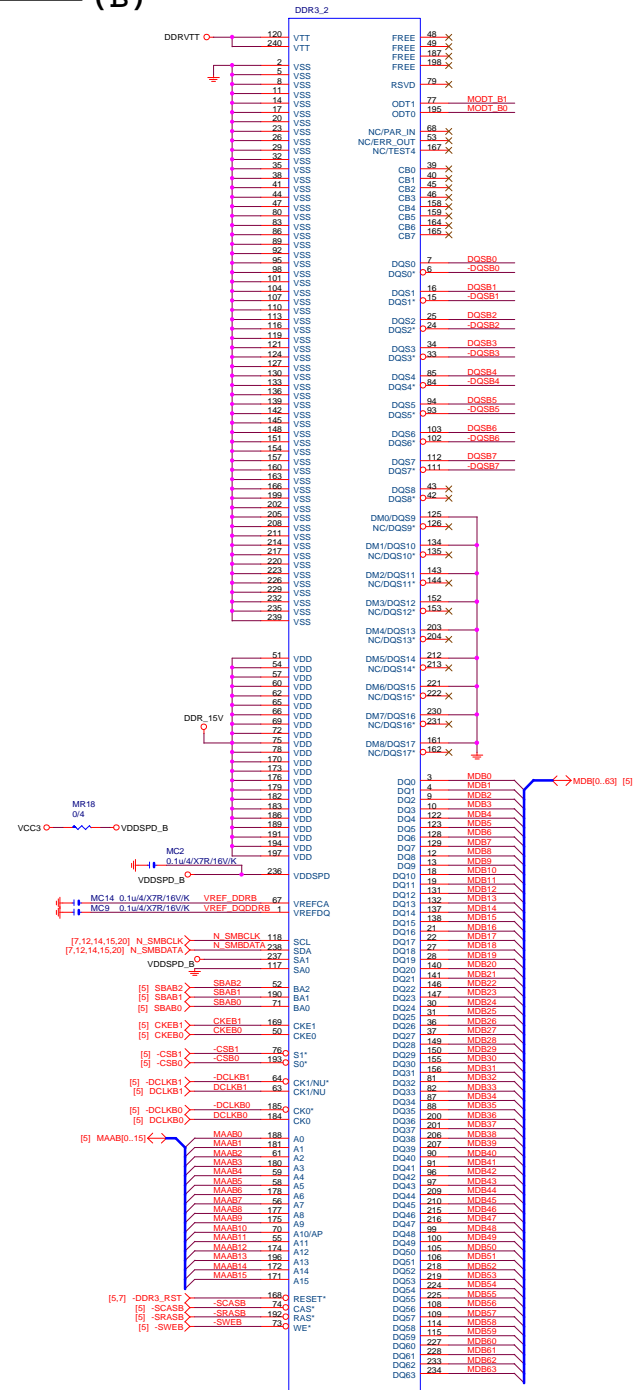 (B)
DDR3_2
DDRVTT 120 VTT
240 VTT
2 VSS
5 VSS
8 VSS
11 VSS
14 VSS
17 VSS
20 VSS
23 VSS
26 VSS
29 VSS
32 VSS
35 VSS
38 VSS
41 VSS
44 VSS
47 VSS
80 VSS
83 VSS
86 VSS
89 VSS
92 VSS
95 VSS
98 VSS
101 VSS
104 VSS
107 VSS
110 VSS
113 VSS
116 VSS
119 VSS
121 VSS
124 VSS
127 VSS
130 VSS
133 VSS
136 VSS
139 VSS
142 VSS
145 VSS
148 VSS
151 VSS
154 VSS
157 VSS
160 VSS
163 VSS
166 VSS
199 VSS
202 VSS
205 VSS
208 VSS
211 VSS
214 VSS
217 VSS
220 VSS
223 VSS
226 VSS
229 VSS
232 VSS
235 VSS
239 VSS
51 VDD
54 VDD
57 VDD
60 VDD
62 VDD
65 VDD
66 VDD
DDR_15V
69 VDD
72 VDD
75 VDD
78 VDD
170 VDD
173 VDD
176 VDD
179 VDD
182 VDD
183 VDD
186 VDD
189 VDD
191 VDD
194 VDD
197 VDD
MR18
0/4
VCC3 VDDSPD_B
MC2
0.1u/4/X7R/16V/K
VDDSPD_B 236 VDDSPD
MC14 0.1u/4/X7R/16V/K VREF_DDRB 67 VREFCA
MC9 0.1u/4/X7R/16V/K VREF_DQDDRB 1 VREFDQ
[7,12,14,15,20] N_SMBCLK N_SMBCLK 118 SCL
[7,12,14,15,20] N_SMBDATA N_SMBDATA 238 SDA
VDDSPD_B 237 SA1
117 SA0
[5] SBAB2 SBAB2 52 BA2
[5] SBAB1 SBAB1 190 BA1
[5] SBAB0 SBAB0 71 BA0
[5] CKEB1 CKEB1 169 CKE1
[5] CKEB0 CKEB0 50 CKE0
[5] -CSB1 -CSB1 76 S1*
[5] -CSB0 -CSB0 193 S0*
[5] -DCLKB1 -DCLKB1 64 CK1/NU*
[5] DCLKB1 DCLKB1 63 CK1/NU
[5] -DCLKB0 -DCLKB0 185 CK0*
[5] DCLKB0 DCLKB0 184 CK0
[5] MAAB[0..15]
MAAB0 188 A0
MAAB1 181 A1
MAAB2 61 A2
MAAB3 180 A3
MAAB4 59 A4
MAAB5 58 A5
MAAB6 178 A6
MAAB7 56 A7
MAAB8 177 A8
MAAB9 175 A9
MAAB10 70 A10/AP
MAAB11 55 A11
MAAB12 174 A12
MAAB13 196 A13
MAAB14 172 A14
MAAB15 171 A15
[5,7] -DDR3_RST 168 RESET*
[5] -SCASB -SCASB 74 CAS*
[5] -SRASB -SRASB 192 RAS*
[5] -SWEB -SWEB 73 WE*
FREE 48
FREE 49
FREE 187
FREE 198
RSVD 79
ODT1 77 MODT_B1
ODT0 195 MODT_B0
NC/PAR_IN 68
NC/ERR_OUT 53
NC/TEST4 167
CB0 39
CB1 40
CB2 45
CB3 46
CB4 158
CB5 159
CB6 164
CB7 165
DQS0 7 DQSB0
DQS0* 6 -DQSB0
DQS1 16 DQSB1
DQS1* 15 -DQSB1
DQS2 25 DQSB2
DQS2* 24 -DQSB2
DQS3 34 DQSB3
DQS3* 33 -DQSB3
DQS4 85 DQSB4
DQS4* 84 -DQSB4
DQS5 94 DQSB5
DQS5* 93 -DQSB5
DQS6 103 DQSB6
DQS6* 102 -DQSB6
DQS7 112 DQSB7
DQS7* 111 -DQSB7
DQS8 43
DQS8* 42
DM0/DQS9 125
NC/DQS9* 126
DM1/DQS10 134
NC/DQS10* 135
DM2/DQS11 143
NC/DQS11* 144
DM3/DQS12 152
NC/DQS12* 153
DM4/DQS13 203
NC/DQS13* 204
DM5/DQS14 212
NC/DQS14* 213
DM6/DQS15 221
NC/DQS15* 222
DM7/DQS16 230
NC/DQS16* 231
DM8/DQS17 161
NC/DQS17* 162
DQ0 3 MDB0 MDB[0..63] [5]
DQ1 4 MDB1
DQ2 9 MDB2
DQ3 10 MDB3
DQ4 122 MDB4
DQ5 123 MDB5
DQ6 128 MDB6
DQ7 129 MDB7
DQ8 12 MDB8
DQ9 13 MDB9
DQ10 18 MDB10
DQ11 19 MDB11
DQ12 131 MDB12
DQ13 132 MDB13
DQ14 137 MDB14
DQ15 138 MDB15
DQ16 21 MDB16
DQ17 22 MDB17
DQ18 27 MDB18
DQ19 28 MDB19
DQ20 140 MDB20
DQ21 141 MDB21
DQ22 146 MDB22
DQ23 147 MDB23
DQ24 30 MDB24
DQ25 31 MDB25
DQ26 36 MDB26
DQ27 37 MDB27
DQ28 149 MDB28
DQ29 150 MDB29
DQ30 155 MDB30
DQ31 156 MDB31
DQ32 81 MDB32
DQ33 82 MDB33
DQ34 87 MDB34
DQ35 88 MDB35
DQ36 200 MDB36
DQ37 201 MDB37
DQ38 206 MDB38
DQ39 207 MDB39
DQ40 90 MDB40
DQ41 91 MDB41
DQ42 96 MDB42
DQ43 97 MDB43
DQ44 209 MDB44
DQ45 210 MDB45
DQ46 215 MDB46
DQ47 216 MDB47
DQ48 99 MDB48
DQ49 100 MDB49
DQ50 105 MDB50
DQ51 106 MDB51
DQ52 218 MDB52
DQ53 219 MDB53
DQ54 224 MDB54
DQ55 225 MDB55
DQ56 108 MDB56
DQ57 109 MDB57
DQ58 114 MDB58
DQ59 115 MDB59
DQ60 227 MDB60
DQ61 228 MDB61
DQ62 233 MDB62
DQ63 234 MDB63